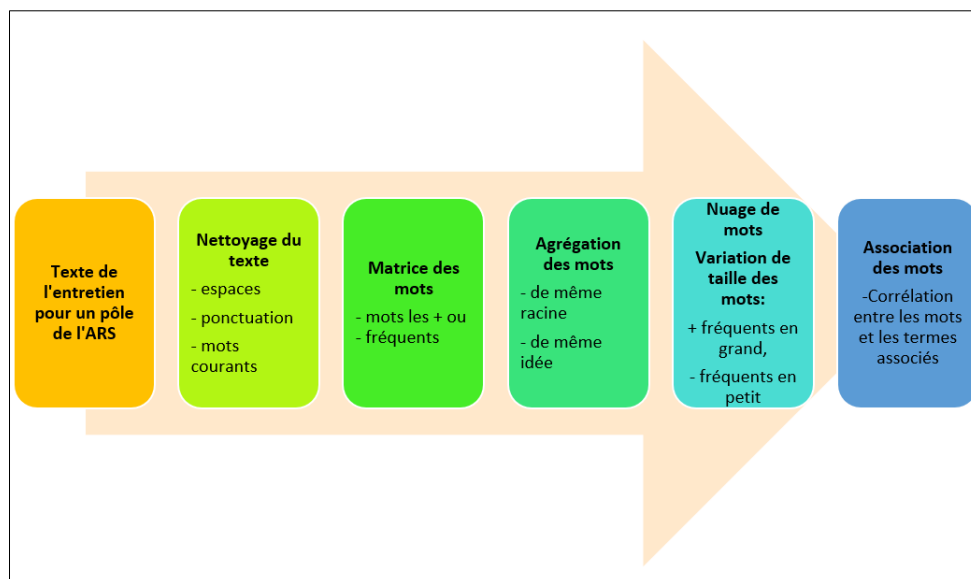 Texte de
l'entretien
pour un pôle
de l'ARS
Nettoyage du
texte
- espaces
- ponctuation
- mots
courants
Matrice des
mots
- mots les + ou
- fréquents
Agrégation
des mots
- de même
racine
- de même
idée
Nuage de
mots
Variation de
taille des
mots:
+ fréquents en
grand,
- fréquents en
petit
Association
des mots
-Corrélation
entre les mots
et les termes
associés